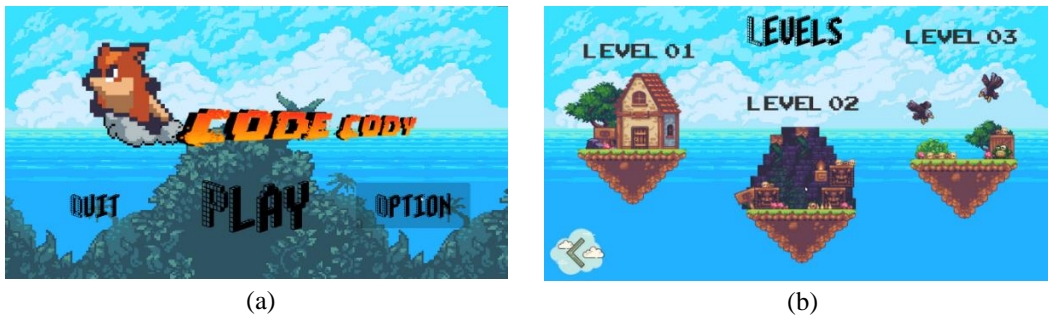 CODE CODY
QUIT
PLAY
OPTION
(a)
LEVELS
LEVEL 01
LEVEL 02
LEVEL 03
(b)